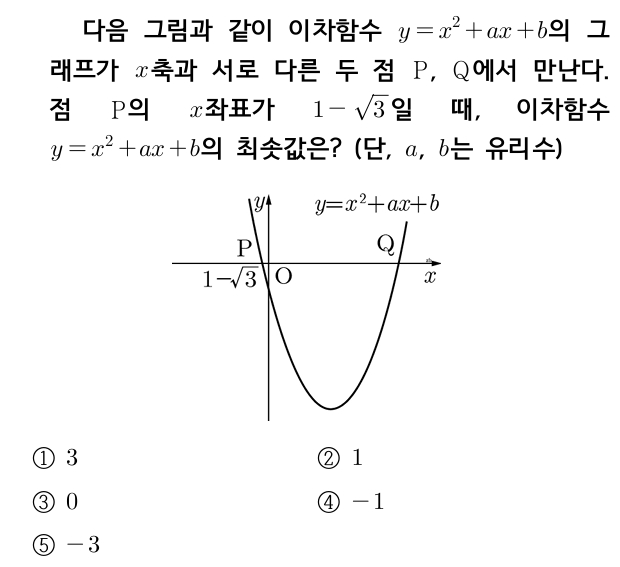 다음 그림과 같이 이차함수 y=x²+ax+b의 그
래프가 x축과 서로 다른 두 점 P, Q에서 만난다.
점 P의 x좌표가 1-√3일 때, 이차함수
y=x²+ax+b의 최솟값은? (단, a, b는 유리수)
y y=x²+ax+b
P Q
1-√3 O x
① 3 ② 1
③ 0 ④ -1
⑤ -3